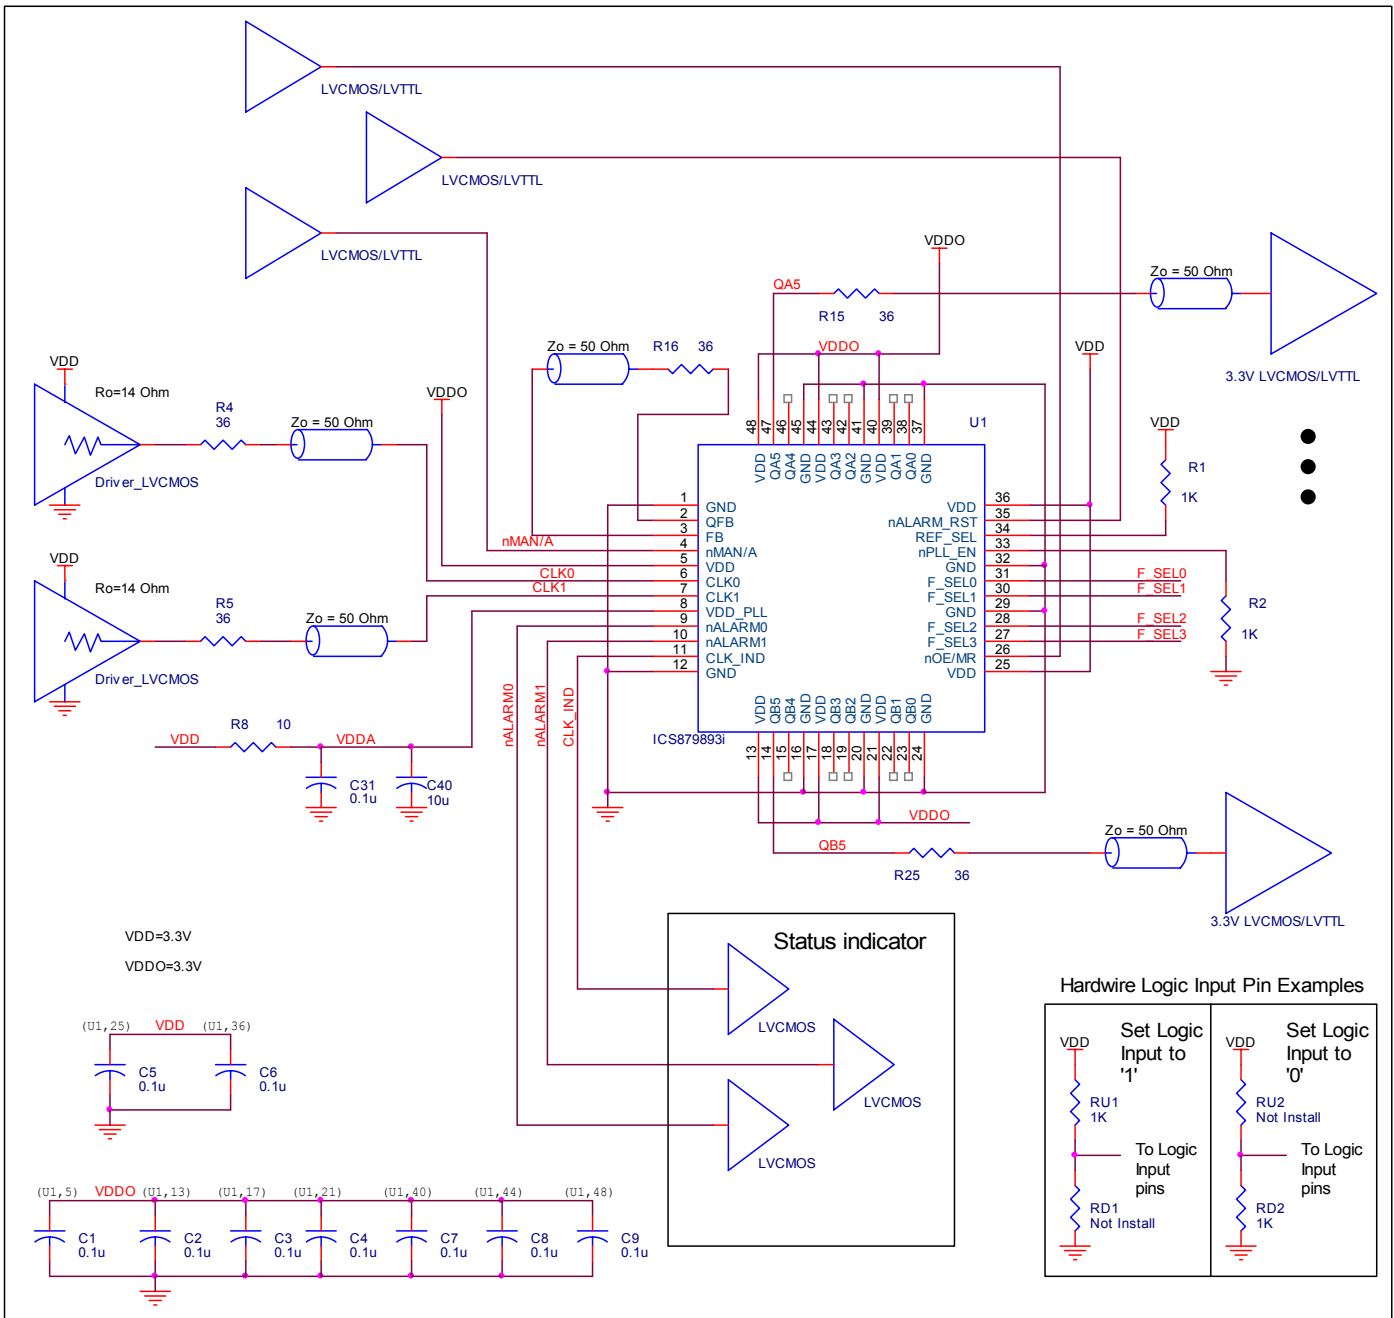 LVCMOS/LVTTL
LVCMOS/LVTTL
LVCMOS/LVTTL
VDDO
QA5
R15 36
Zo = 50 Ohm
3.3V LVCMOS/LVTTL
VDD
Ro=14 Ohm
R4
36
Zo = 50 Ohm
Driver_LVCMOS
VDDO
Zo = 50 Ohm
R16 36
VDDO
VDD
VDD
R1
1K
U1
48 47 46 45 44 43 42 41 40 39 38 37
VDD QA5 QA4 GND VDD QA3 QA2 GND VDD QA1 QA0 GND
1 GND
2 QFB
3 FB
nMAN/A 4 nMAN/A
5 VDD
CLK0 6 CLK0
CLK1 7 CLK1
8 VDD_PLL
9 nALARM0
10 nALARM1
11 CLK_IND
12 GND
VDD 36
nALARM_RST 35
REF_SEL 34
nPLL_EN 33
GND 32
F_SEL0 31 F_SEL0
F_SEL1 30 F_SEL1
GND 29
F_SEL2 28 F_SEL2
F_SEL3 27 F_SEL3
nOE/MR 26
VDD 25
VDD QB5 QB4 GND VDD QB3 QB2 GND VDD QB1 QB0 GND
13 14 15 16 17 18 19 20 21 22 23 24
ICS879893i
R2
1K
VDD
Ro=14 Ohm
R5
36
Zo = 50 Ohm
Driver_LVCMOS
nALARM0
nALARM1
CLK_IND
VDD
R8 10
VDDA
C31
0.1u
C40
10u
VDDO
QB5
R25 36
Zo = 50 Ohm
3.3V LVCMOS/LVTTL
VDD=3.3V
VDDO=3.3V
Status indicator
LVCMOS
LVCMOS
LVCMOS
(U1,25) VDD (U1,36)
C5
0.1u
C6
0.1u
(U1,5) VDDO (U1,13) (U1,17) (U1,21) (U1,40) (U1,44) (U1,48)
C1 C2 C3 C4 C7 C8 C9
0.1u 0.1u 0.1u 0.1u 0.1u 0.1u 0.1u
Hardwire Logic Input Pin Examples
VDD
Set Logic
Input to
'1'
RU1
1K
To Logic
Input
pins
RD1
Not Install
VDD
Set Logic
Input to
'0'
RU2
Not Install
To Logic
Input
pins
RD2
1K